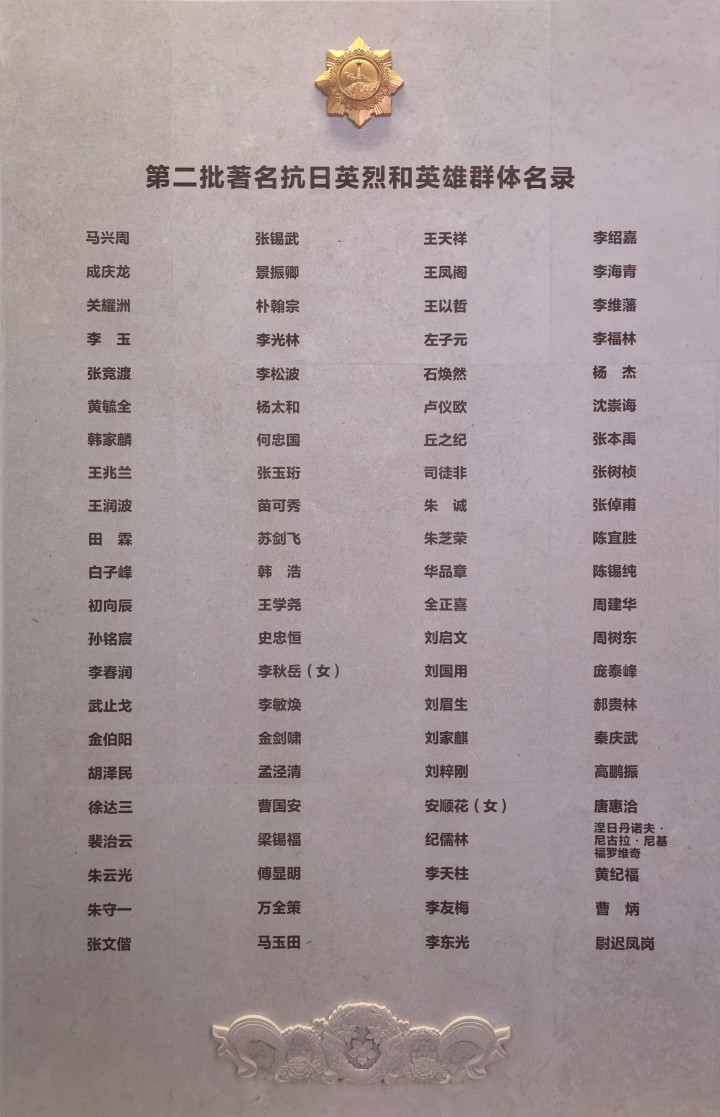 第二批著名抗日英烈和英雄群体名录
马兴周 张锡武 王天祥 李绍嘉
成庆龙 景振卿 王凤阁 李海青
关耀洲 朴翰宗 王以哲 李维藩
李 玉 李光林 左子元 李福林
张竞渡 李松波 石焕然 杨 杰
黄毓全 杨太和 卢仪欧 沈崇诲
韩家麟 何忠国 丘之纪 张本禹
王兆兰 张玉珩 司徒非 张树桢
王润波 苗可秀 朱 诚 张倬甫
田 霖 苏剑飞 朱芝荣 陈宜胜
白子峰 韩 浩 华品章 陈锡纯
初向辰 王学尧 全正喜 周建华
孙铭宸 史忠恒 刘启文 周树东
李春润 李秋岳（女） 刘国用 庞泰峰
武止戈 李敏焕 刘眉生 郝贵林
金伯阳 金剑啸 刘家麒 秦庆武
胡泽民 孟泾清 刘粹刚 高鹏振
徐达三 曹国安 安顺花（女） 唐惠洽
裴治云 梁锡福 纪儒林 涅日丹诺夫·
尼古拉·尼基
福罗维奇
朱云光 傅显明 李天柱 黄纪福
朱守一 万全策 李友梅 曹 炳
张文偕 马玉田 李东光 尉迟凤岗